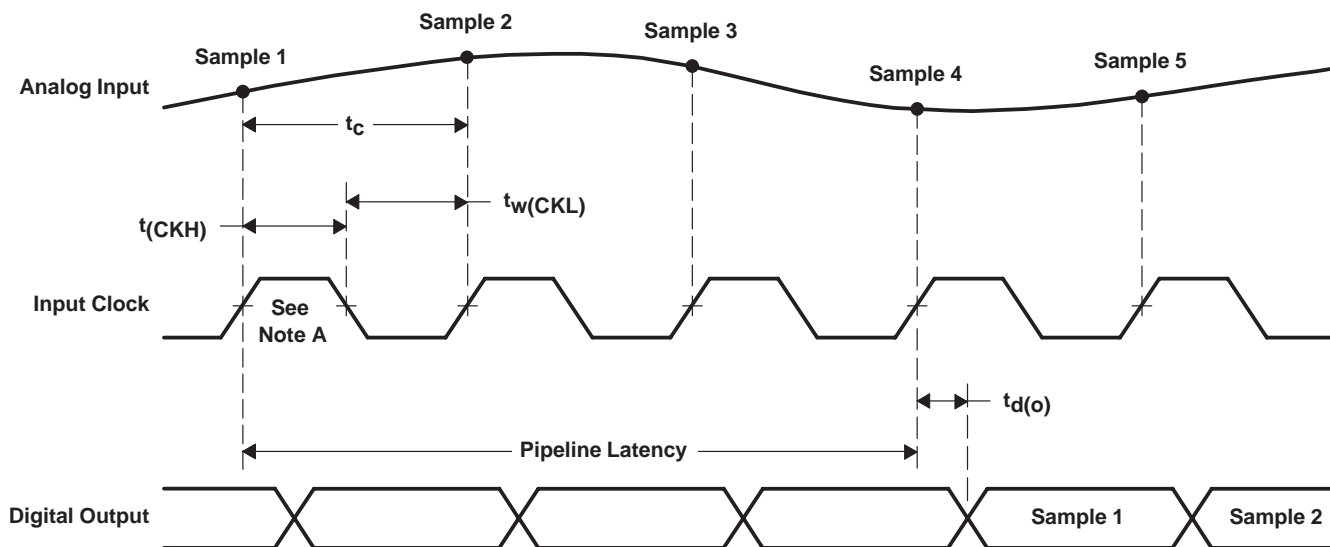 Sample 1
Sample 2
Sample 3
Sample 4
Sample 5
Analog Input
tc
tw(CKL)
t(CKH)
Input Clock
See
Note A
td(o)
Pipeline Latency
Digital Output
Sample 1
Sample 2